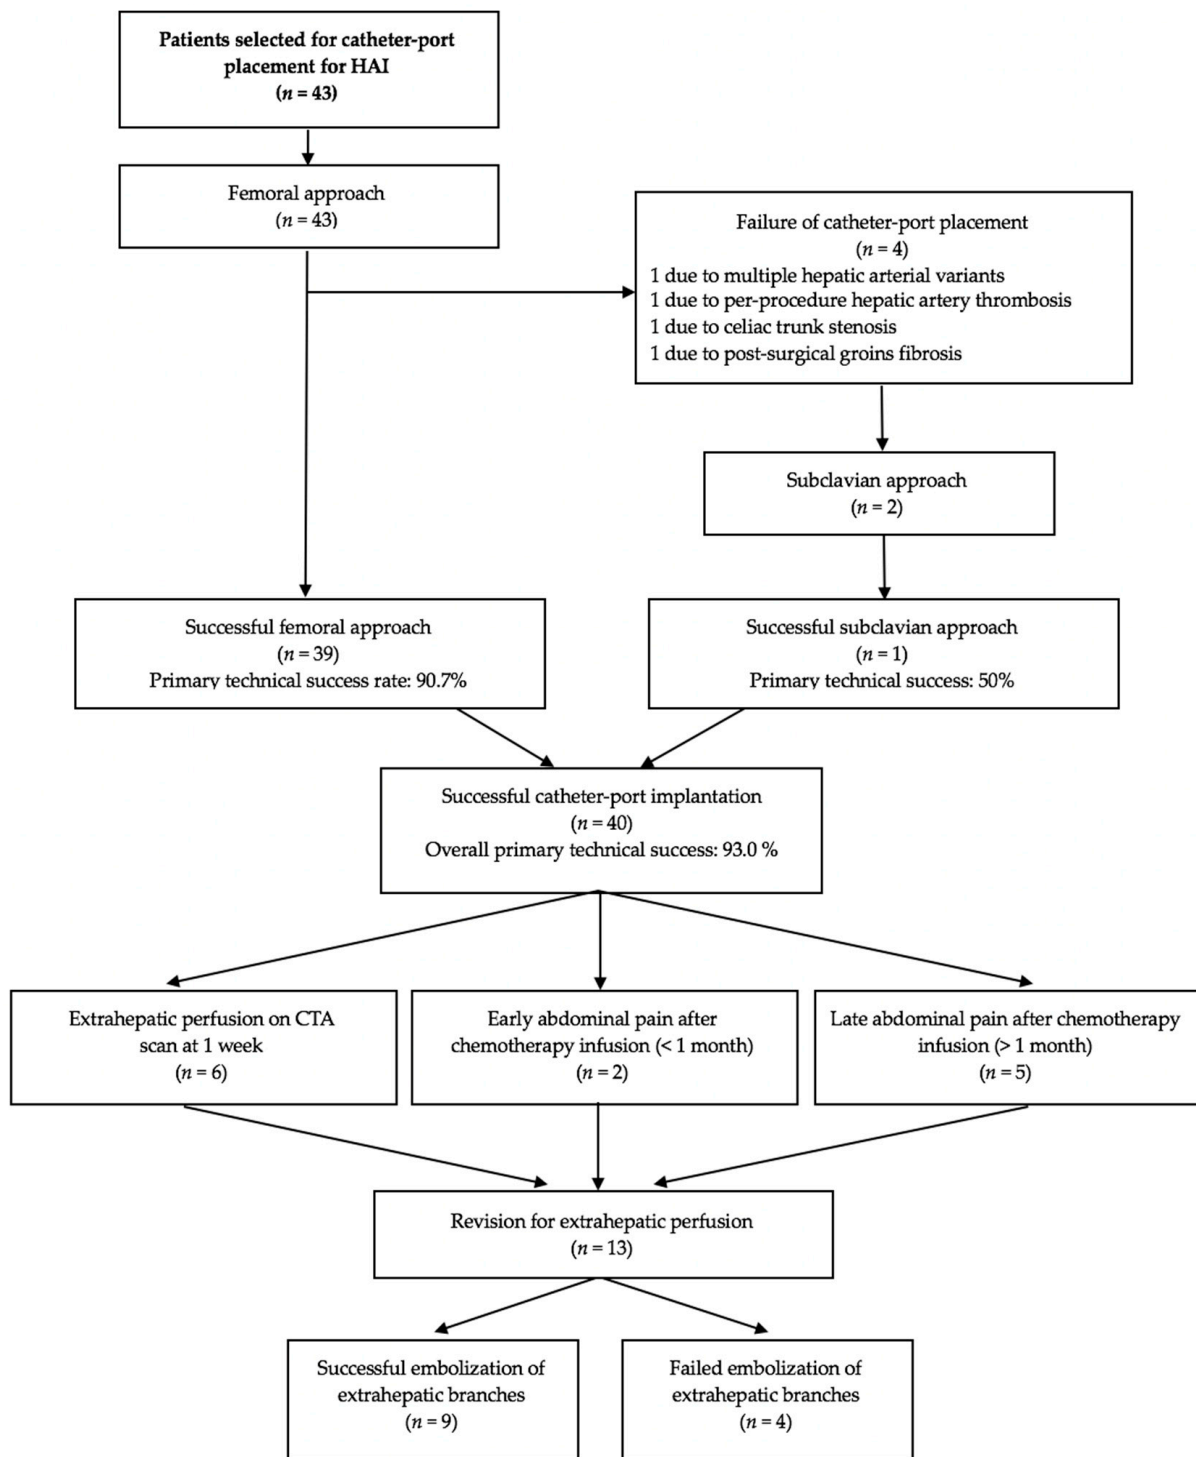 Patients selected for catheter-port
placement for HAI
(n = 43)
Femoral approach
(n = 43)
Failure of catheter-port placement
(n = 4)
1 due to multiple hepatic arterial variants
1 due to per-procedure hepatic artery thrombosis
1 due to celiac trunk stenosis
1 due to post-surgical groins fibrosis
Subclavian approach
(n = 2)
Successful femoral approach
(n = 39)
Primary technical success rate: 90.7%
Successful subclavian approach
(n = 1)
Primary technical success: 50%
Successful catheter-port implantation
(n = 40)
Overall primary technical success: 93.0 %
Extrahepatic perfusion on CTA
scan at 1 week
(n = 6)
Early abdominal pain after
chemotherapy infusion (< 1 month)
(n = 2)
Late abdominal pain after chemotherapy
infusion (> 1 month)
(n = 5)
Revision for extrahepatic perfusion
(n = 13)
Successful embolization of
extrahepatic branches
(n = 9)
Failed embolization of
extrahepatic branches
(n = 4)